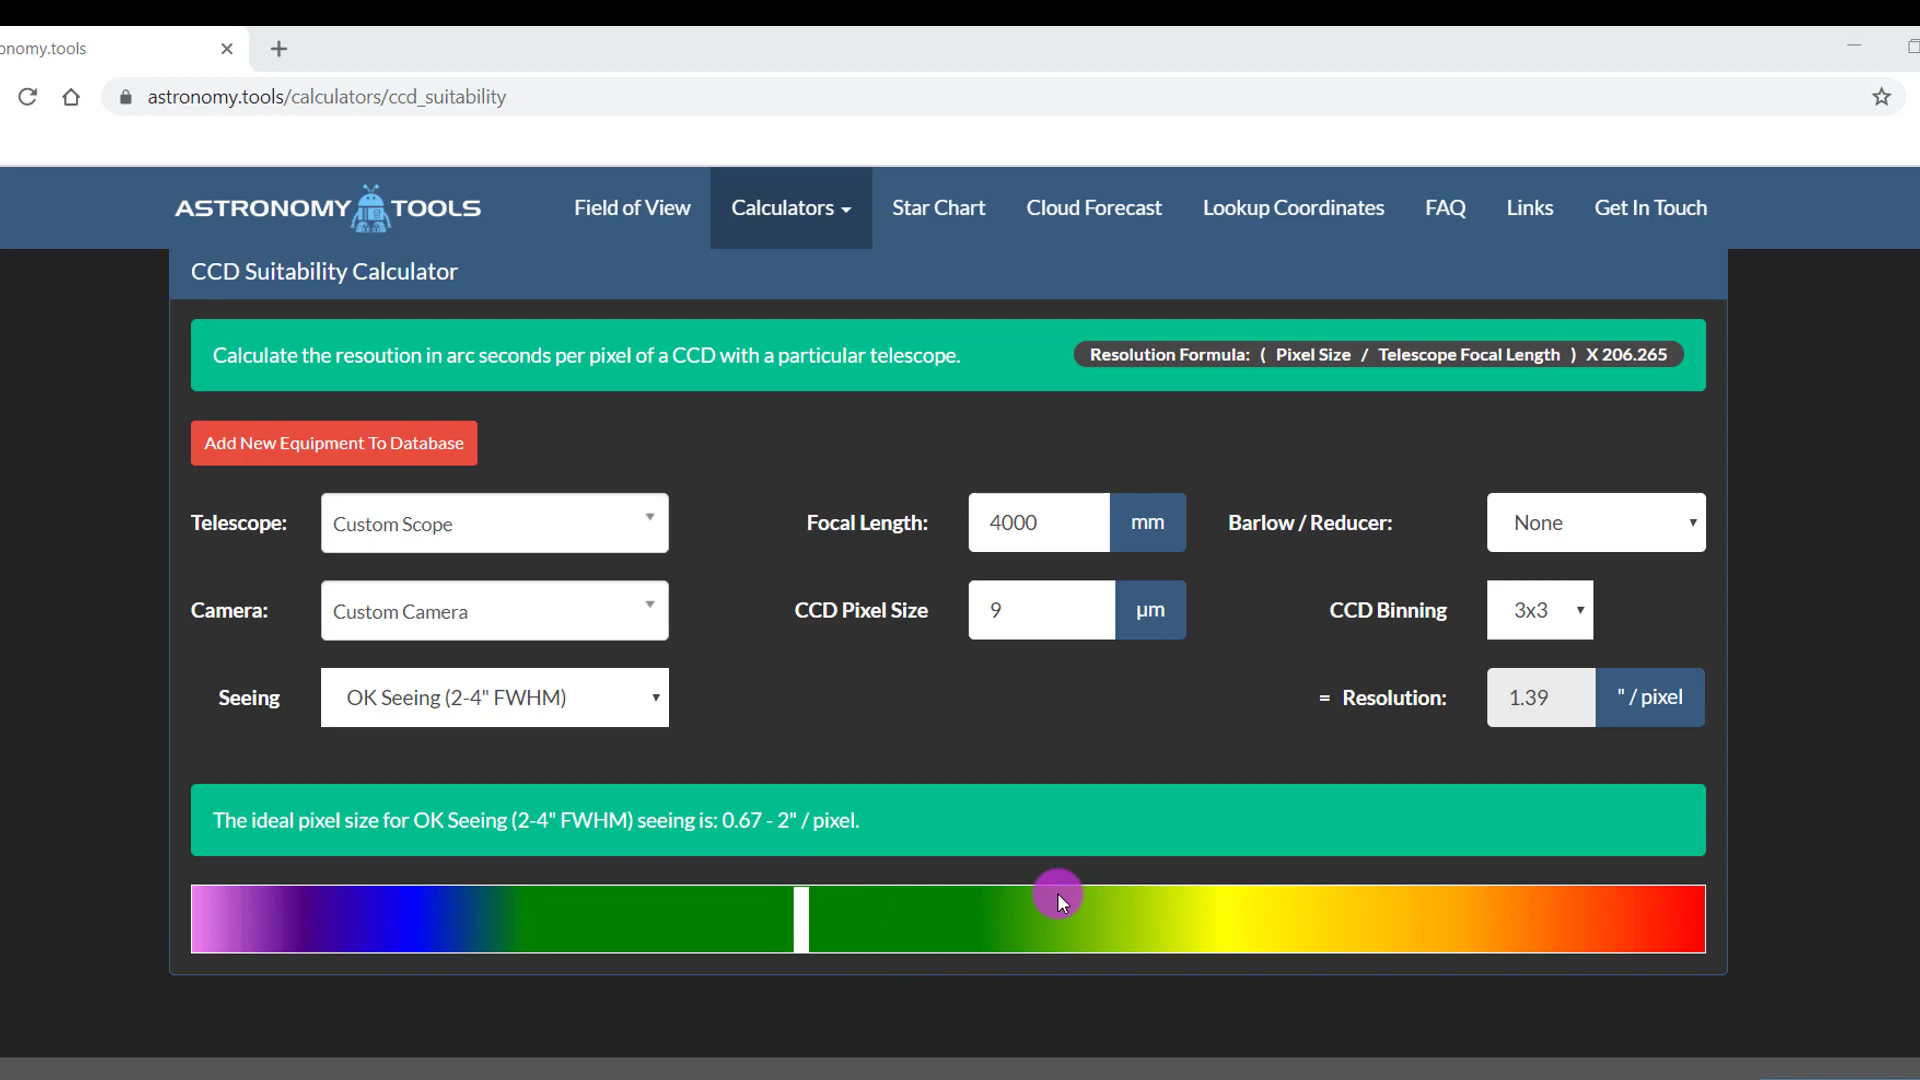 onomy.tools
astronomy.tools/calculators/ccd_suitability
ASTRONOMY TOOLS
Field of View
Calculators
Star Chart
Cloud Forecast
Lookup Coordinates
FAQ
Links
Get In Touch
CCD Suitability Calculator
Calculate the resoution in arc seconds per pixel of a CCD with a particular telescope.
Resolution Formula: ( Pixel Size / Telescope Focal Length ) X 206.265
Add New Equipment To Database
Telescope: Custom Scope Focal Length: 4000 mm Barlow / Reducer: None
Camera: Custom Camera CCD Pixel Size 9 µm CCD Binning 3x3
Seeing OK Seeing (2-4" FWHM) = Resolution: 1.39 " / pixel
The ideal pixel size for OK Seeing (2-4" FWHM) seeing is: 0.67 - 2" / pixel.